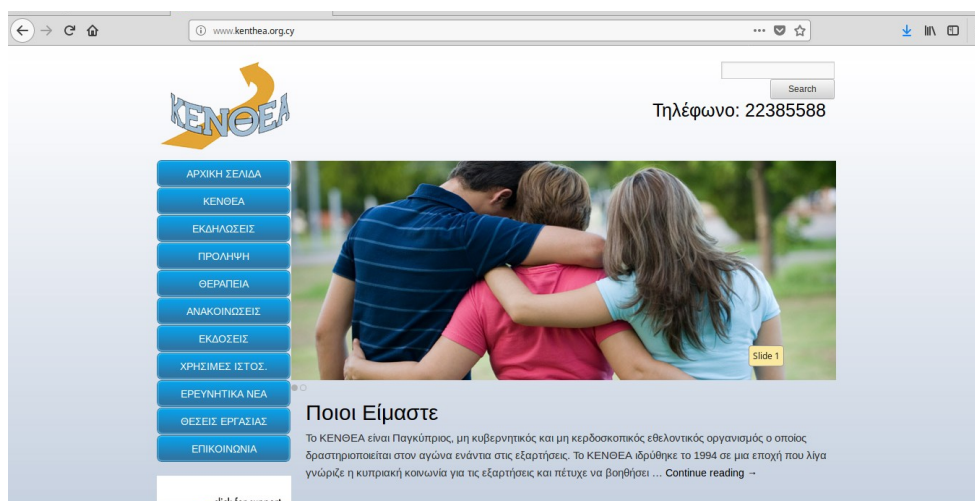 www.kenthea.org.cy
ΚΕΝΘΕΑ
Search
Τηλέφωνο: 22385588
ΑΡΧΙΚΗ ΣΕΛΙΔΑ
ΚΕΝΘΕΑ
ΕΚΔΗΛΩΣΕΙΣ
ΠΡΟΛΗΨΗ
ΘΕΡΑΠΕΙΑ
ΑΝΑΚΟΙΝΩΣΕΙΣ
ΕΚΔΟΣΕΙΣ
ΧΡΗΣΙΜΕΣ ΙΣΤΟΣ.
ΕΡΕΥΝΗΤΙΚΑ ΝΕΑ
ΘΕΣΕΙΣ ΕΡΓΑΣΙΑΣ
ΕΠΙΚΟΙΝΩΝΙΑ
Slide 1
Ποιοι Είμαστε
Το ΚΕΝΘΕΑ είναι Παγκύπριος, μη κυβερνητικός και μη κερδοσκοπικός εθελοντικός οργανισμός ο οποίος
δραστηριοποιείται στον αγώνα ενάντια στις εξαρτήσεις. Το ΚΕΝΘΕΑ ιδρύθηκε το 1994 σε μια εποχή που λίγα
γνώριζε η κυπριακή κοινωνία για τις εξαρτήσεις και πέτυχε να βοηθήσει … Continue reading →